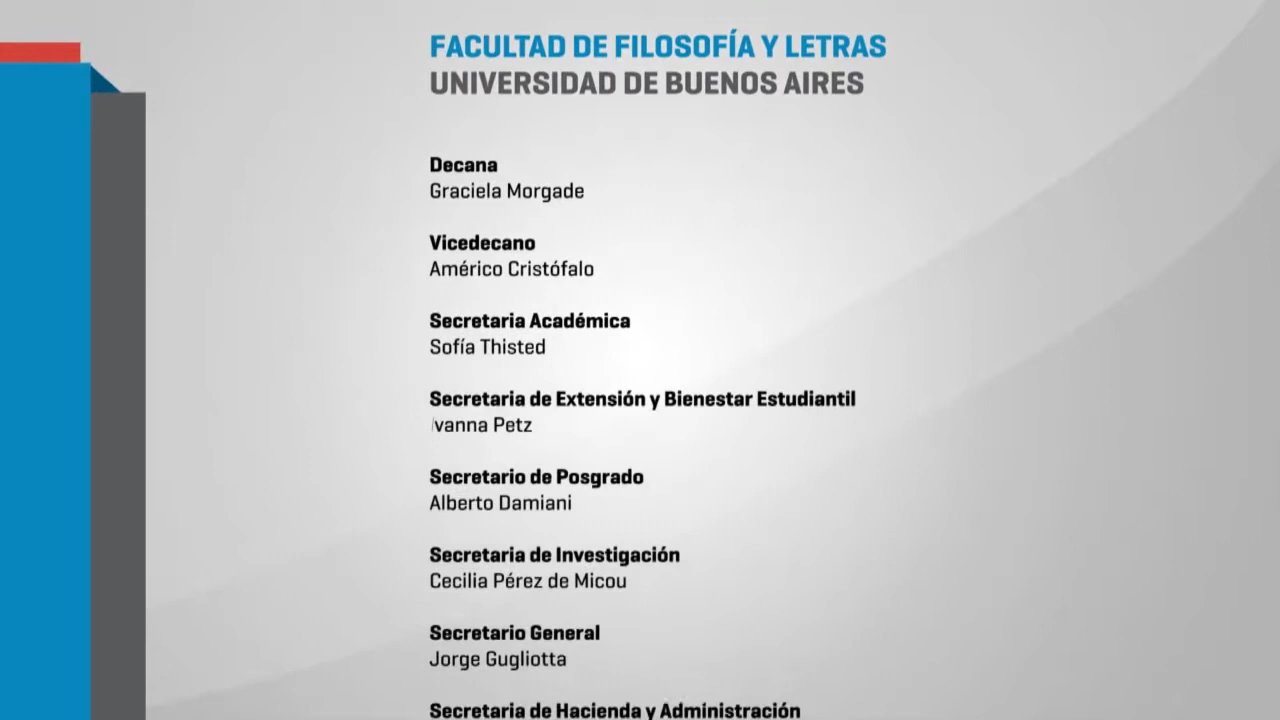 FACULTAD DE FILOSOFÍA Y LETRAS
UNIVERSIDAD DE BUENOS AIRES
Decana
Graciela Morgade
Vicedecano
Américo Cristófalo
Secretaria Académica
Sofía Thisted
Secretaria de Extensión y Bienestar Estudiantil
Ivanna Petz
Secretario de Posgrado
Alberto Damiani
Secretaria de Investigación
Cecilia Pérez de Micou
Secretario General
Jorge Gugliotta
Secretaria de Hacienda y Administración